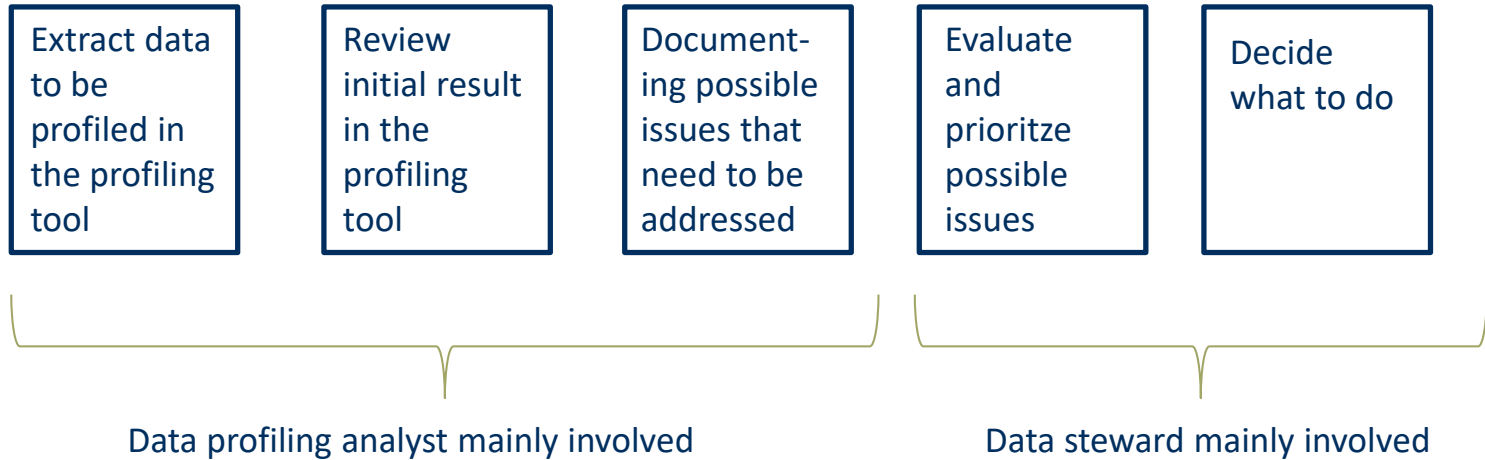 Extract data
to be
profiled in
the profiling
tool
Review
initial result
in the
profiling
tool
Document-
ing possible
issues that
need to be
addressed
Evaluate
and
prioritze
possible
issues
Decide
what to do
Data profiling analyst mainly involved
Data steward mainly involved